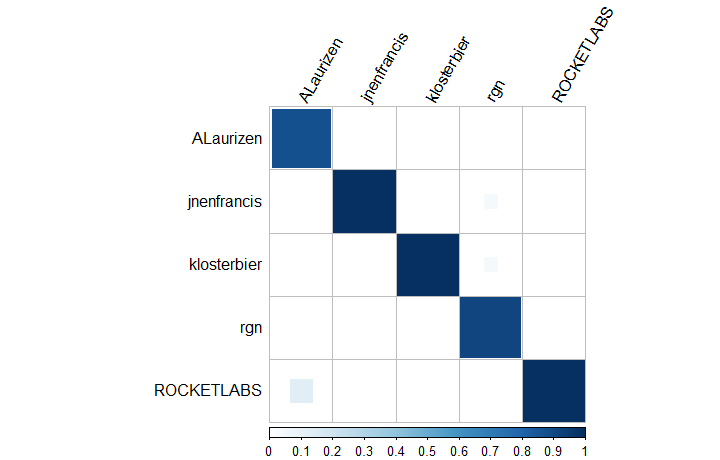 ALaurizen
jnenfrancis
klosterbier
rgn
ROCKETLABS
ALaurizen
jnenfrancis
klosterbier
rgn
ROCKETLABS
0 0.1 0.2 0.3 0.4 0.5 0.6 0.7 0.8 0.9 1